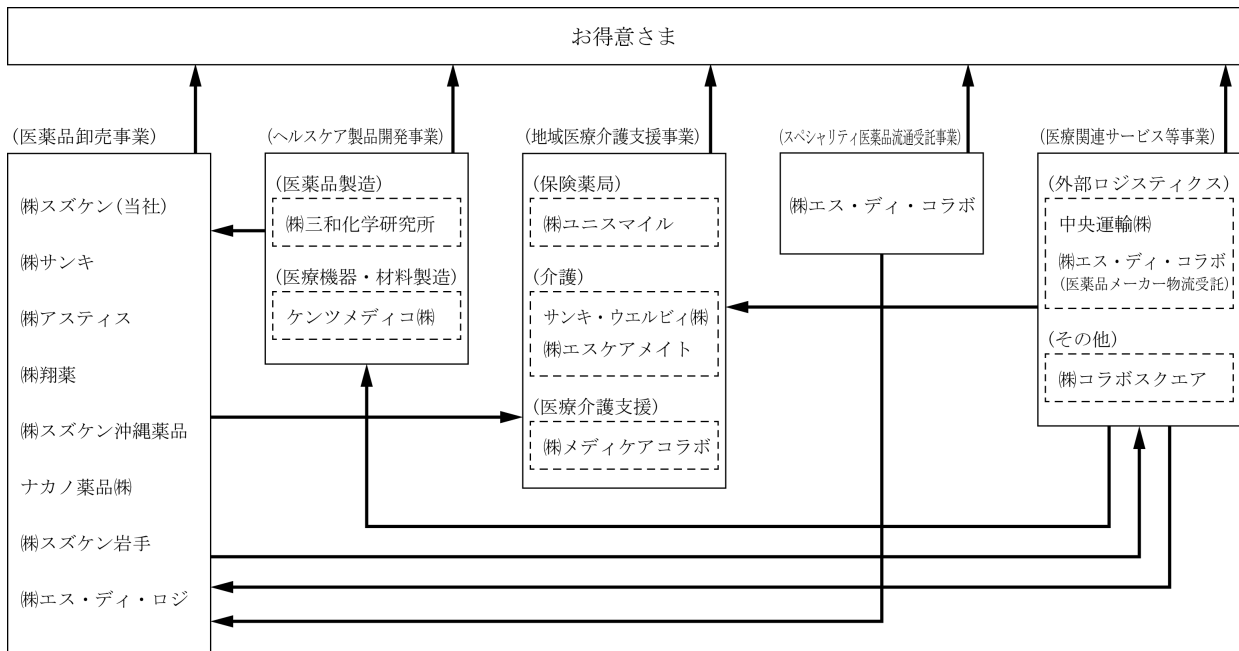 お得意さま
(医薬品卸売事業)
㈱スズケン(当社)
㈱サンキ
㈱アスティス
㈱翔薬
㈱スズケン沖縄薬品
ナカノ薬品㈱
㈱スズケン岩手
㈱エス・ディ・ロジ
(ヘルスケア製品開発事業)
(医薬品製造)
㈱三和化学研究所
(医療機器・材料製造)
ケンツメディコ㈱
(地域医療介護支援事業)
(保険薬局)
㈱ユニスマイル
(介護)
サンキ・ウエルビィ㈱
㈱エスケアメイト
(医療介護支援)
㈱メディケアコラボ
(スペシャリティ医薬品流通受託事業)
㈱エス・ディ・コラボ
(医療関連サービス等事業)
(外部ロジスティクス)
中央運輸㈱
㈱エス・ディ・コラボ
(医薬品メーカー物流受託)
(その他)
㈱コラボスクエア